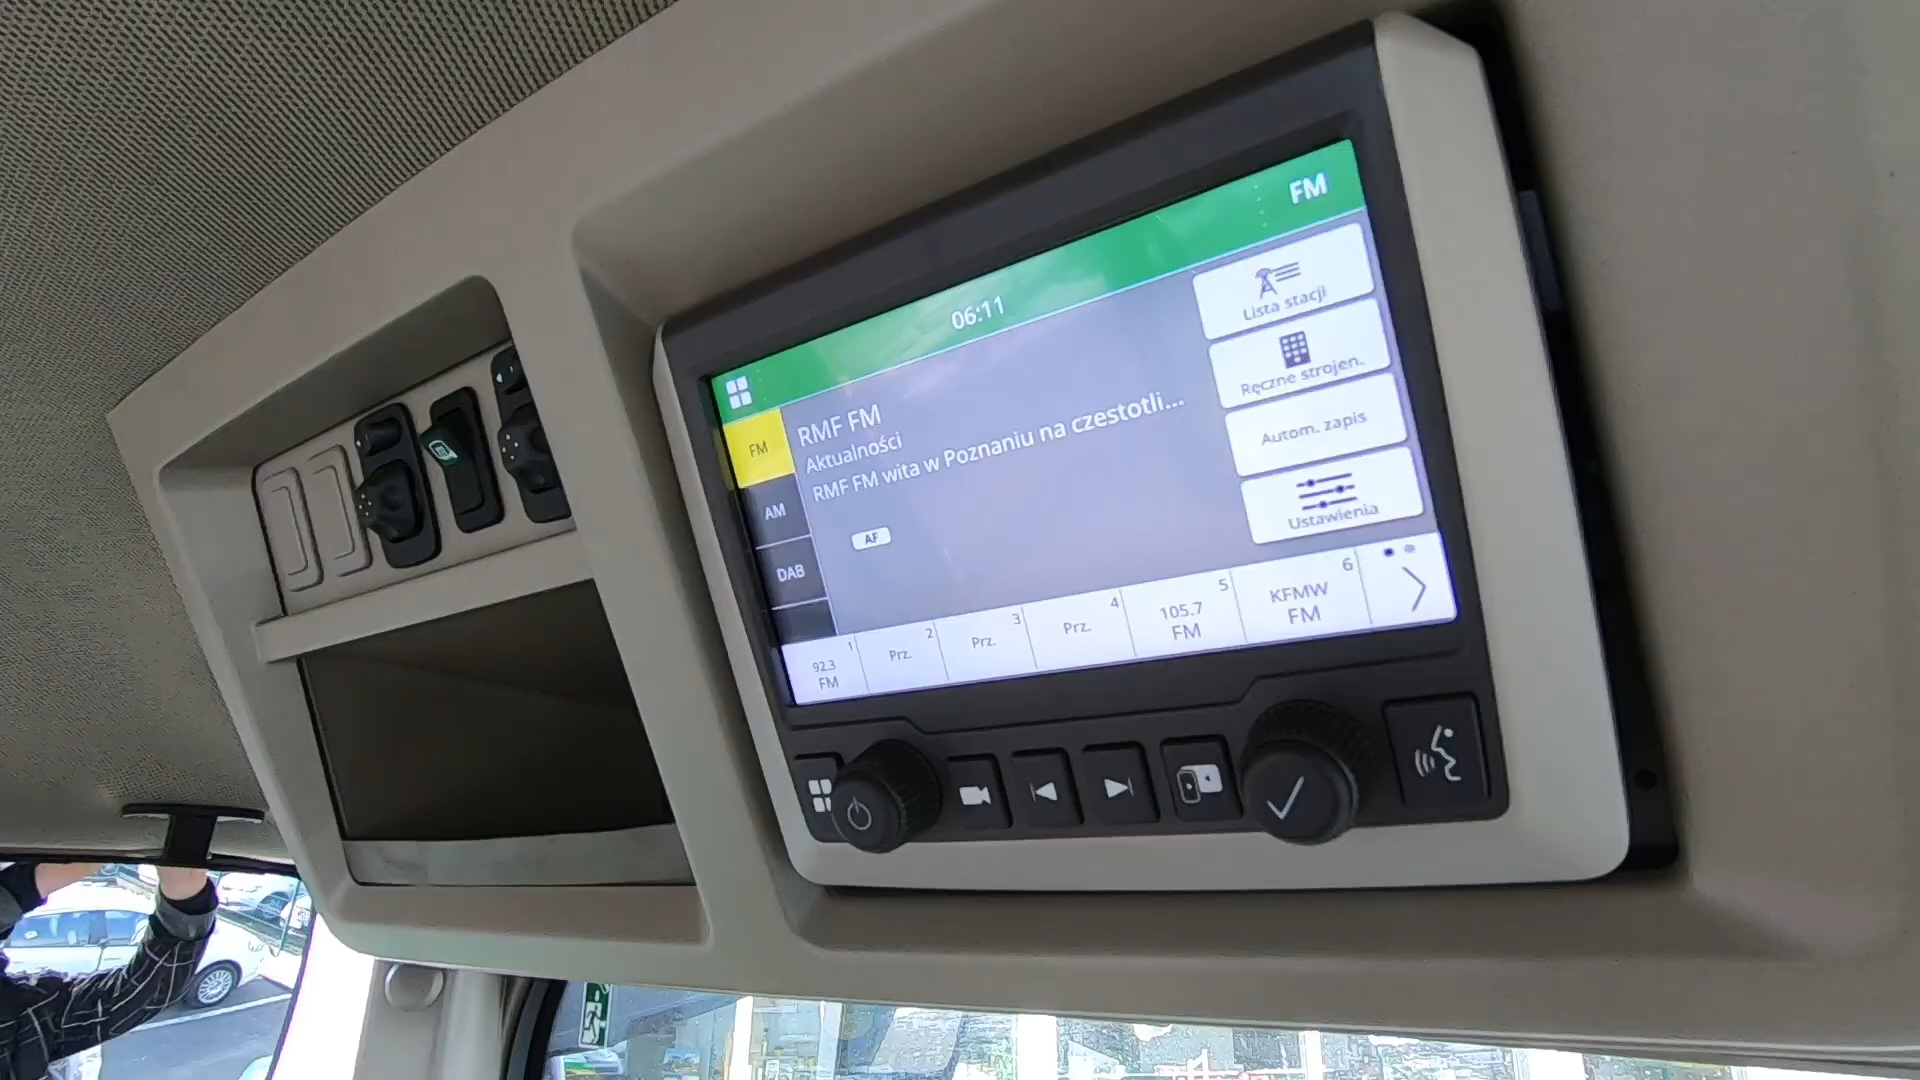 FM
06:11
FM
AM
DAB
RMF FM
Aktualności
RMF FM wita w Poznaniu na czestotli...
AF
Lista stacji
Ręczne strojen.
Autom. zapis
Ustawienia
1
92.3
FM
2
Prz.
3
Prz.
4
Prz.
5
105.7
FM
6
KFMW
FM